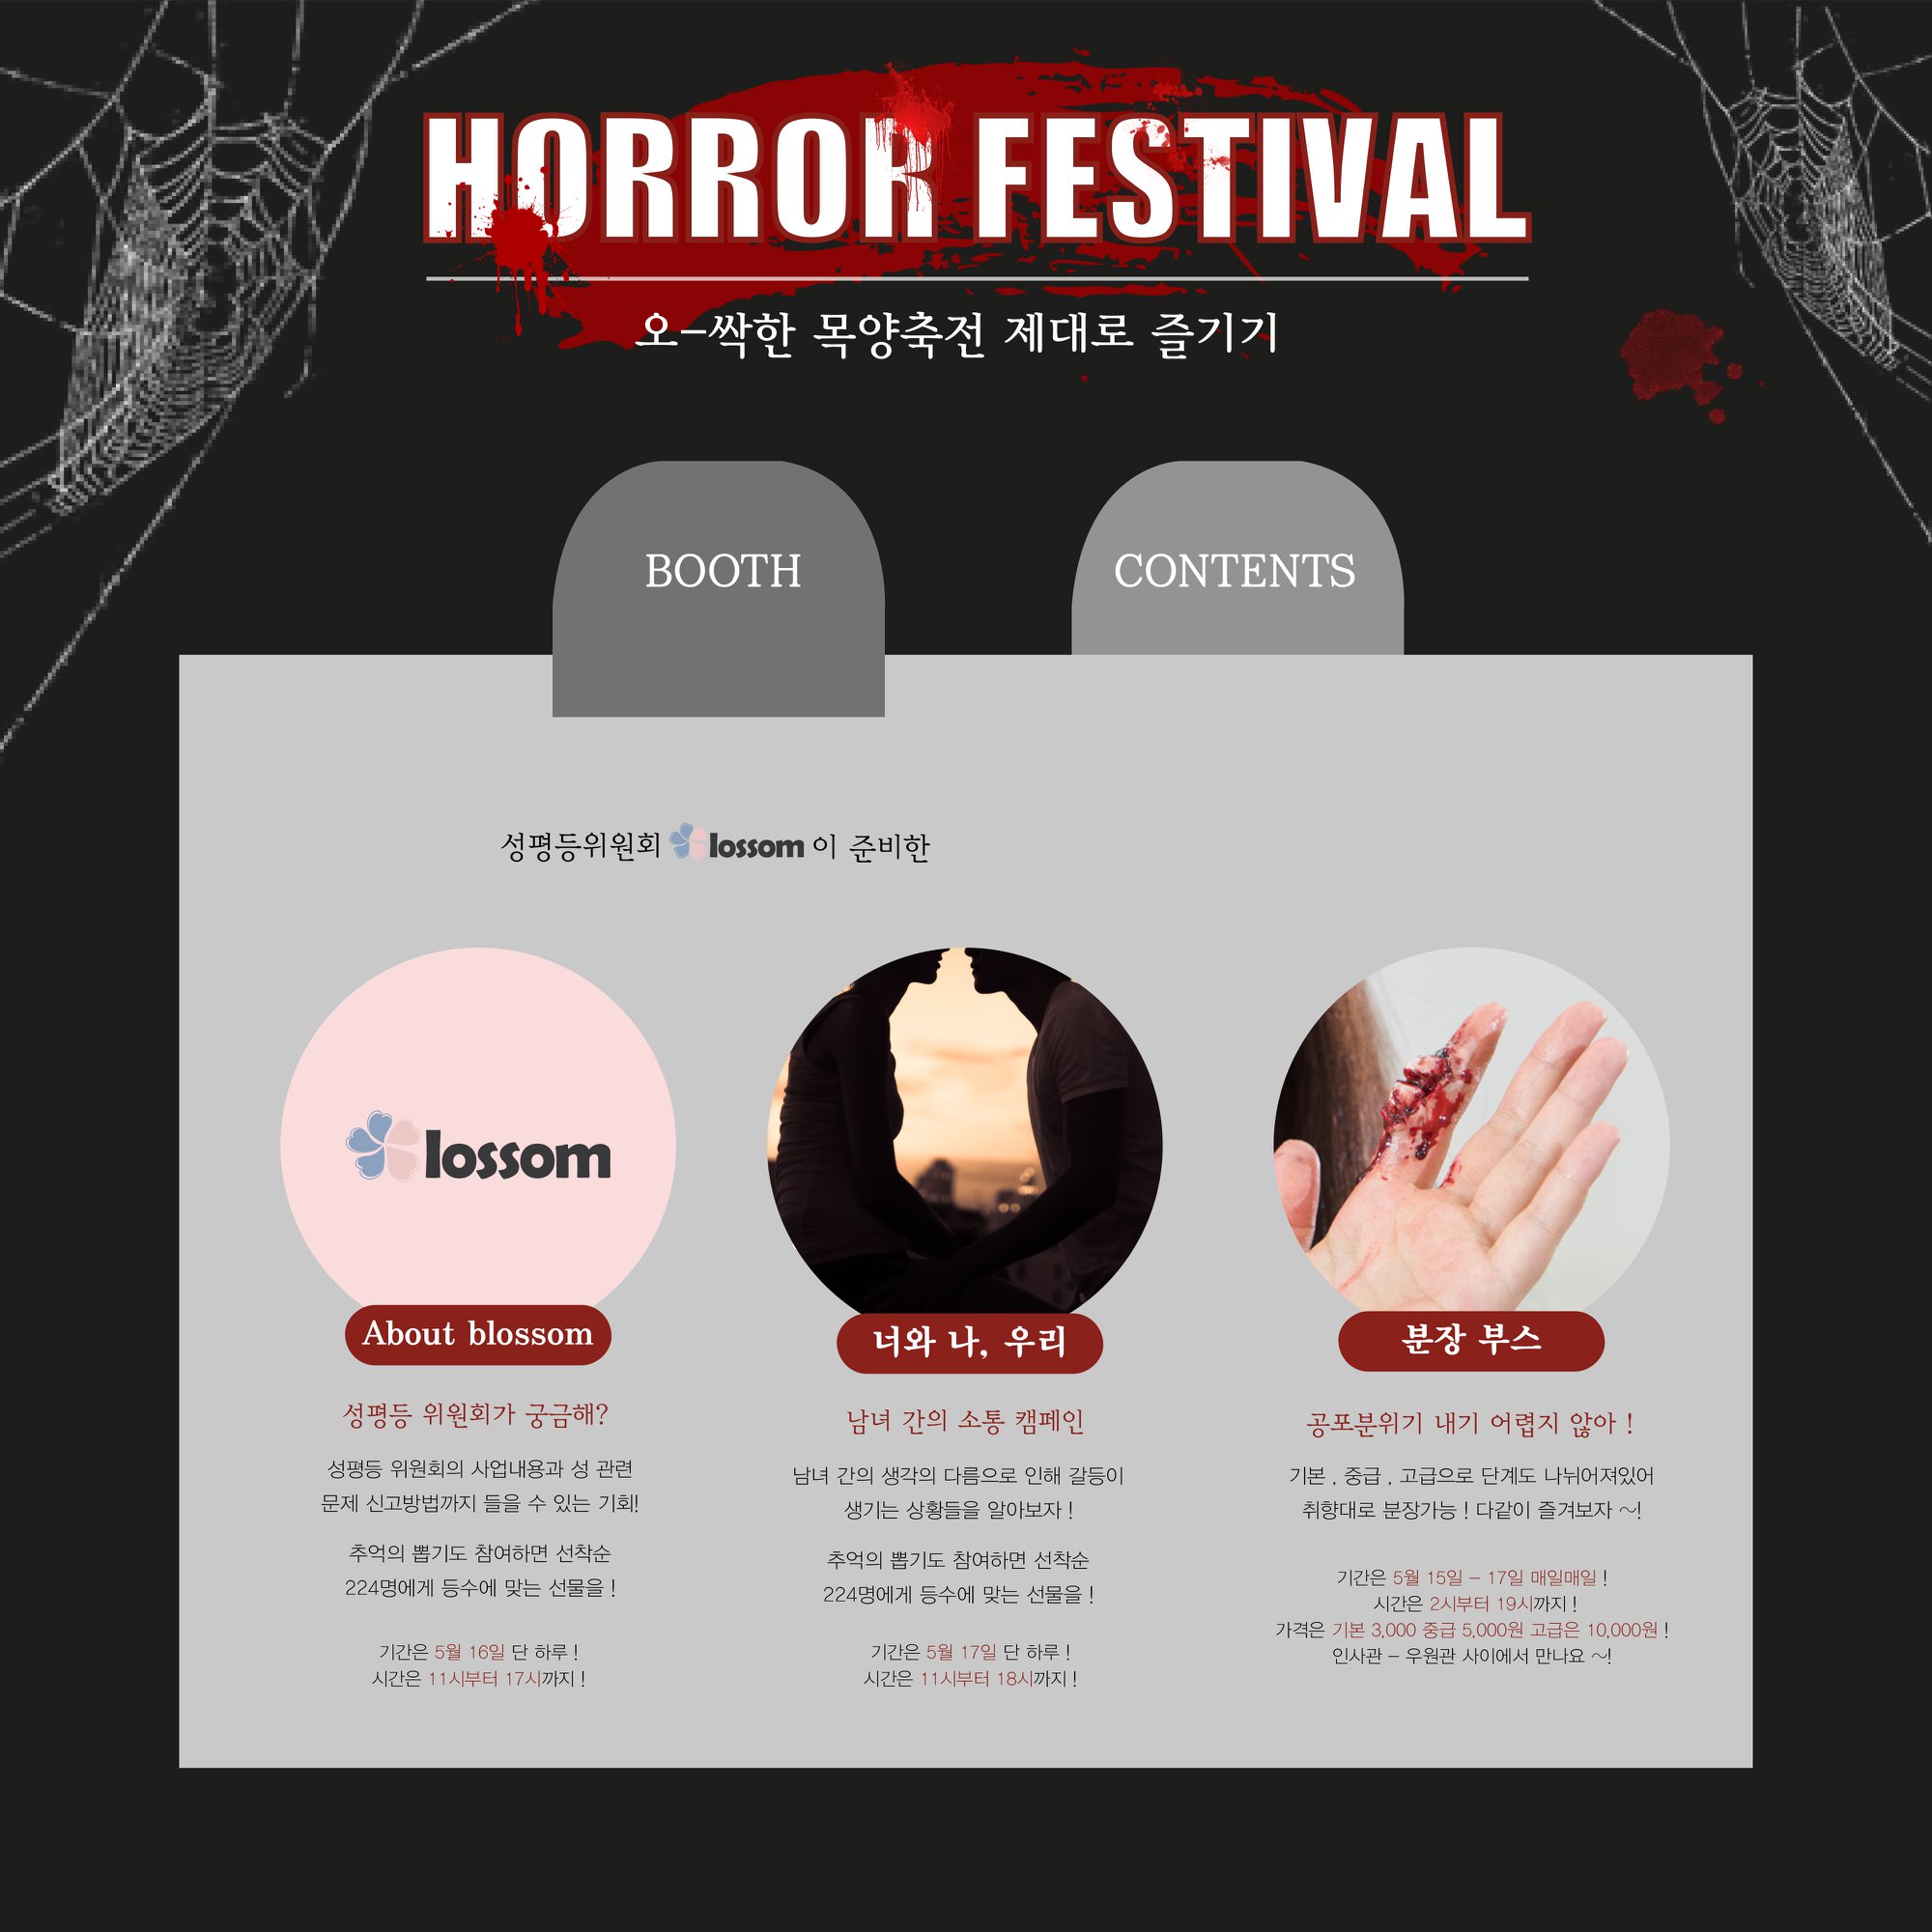 HORROR FESTIVAL
오-싹한 목양축전 제대로 즐기기
BOOTH
CONTENTS
성평등위원회 lossom 이 준비한
lossom
About blossom
성평등 위원회가 궁금해?
성평등 위원회의 사업내용과 성 관련
문제 신고방법까지 들을 수 있는 기회!
추억의 뽑기도 참여하면 선착순
224명에게 등수에 맞는 선물을 !
기간은 5월 16일 단 하루 !
시간은 11시부터 17시까지 !
너와 나, 우리
남녀 간의 소통 캠페인
남녀 간의 생각의 다름으로 인해 갈등이
생기는 상황들을 알아보자 !
추억의 뽑기도 참여하면 선착순
224명에게 등수에 맞는 선물을 !
기간은 5월 17일 단 하루 !
시간은 11시부터 18시까지 !
분장 부스
공포분위기 내기 어렵지 않아 !
기본 , 중급 , 고급으로 단계도 나뉘어져있어
취향대로 분장가능 ! 다같이 즐겨보자 ~!
기간은 5월 15일 - 17일 매일매일 !
시간은 2시부터 19시까지 !
가격은 기본 3,000 중급 5,000원 고급은 10,000원 !
인사관 - 우원관 사이에서 만나요 ~!